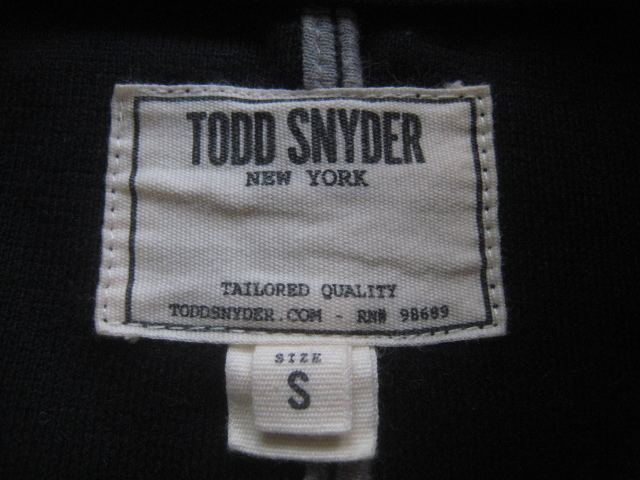 TODD SNYDER
NEW YORK
TAILORED QUALITY
TODDSNYDER.COM - RN# 98689
SIZE
S